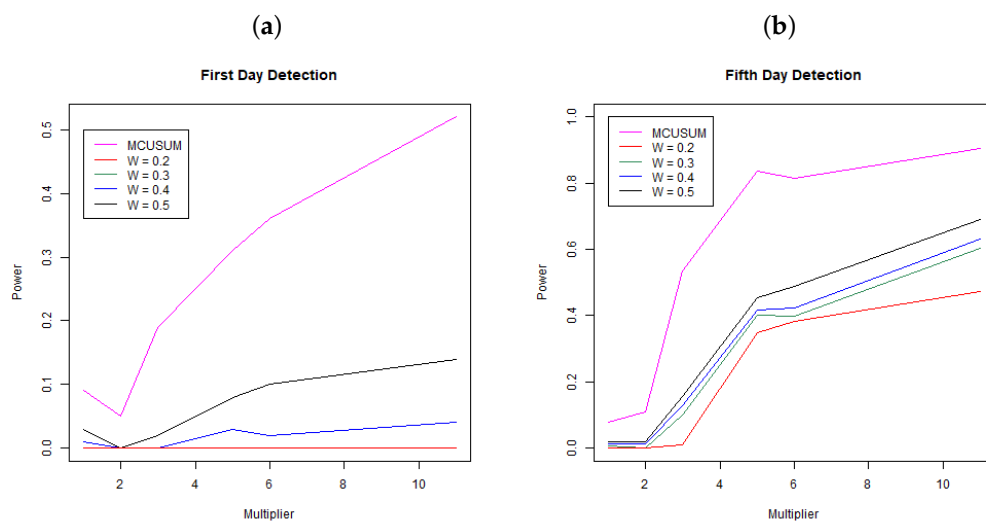 (a)
First Day Detection
MCUSUM
W = 0.2
W = 0.3
W = 0.4
W = 0.5
0.5
0.4
0.3
0.2
0.1
0.0
Power
2 4 6 8 10
Multiplier
(b)
Fifth Day Detection
MCUSUM
W = 0.2
W = 0.3
W = 0.4
W = 0.5
1.0
0.8
0.6
0.4
0.2
0.0
Power
2 4 6 8 10
Multiplier